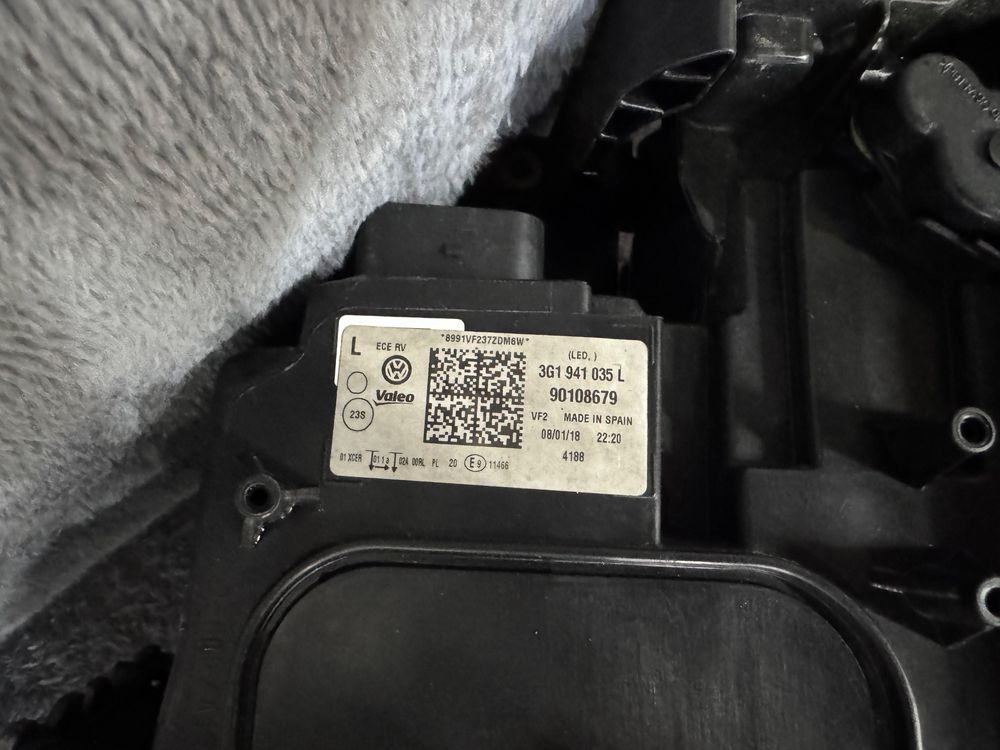 L
ECE RV
*8991VF237ZDM6W*
(LED,)
3G1 941 035 L
Valeo
90108679
23S
VF2 MADE IN SPAIN
08/01/18 22:20
4188
01 XCER 011a 02A 00RL PL 20 E9 11466